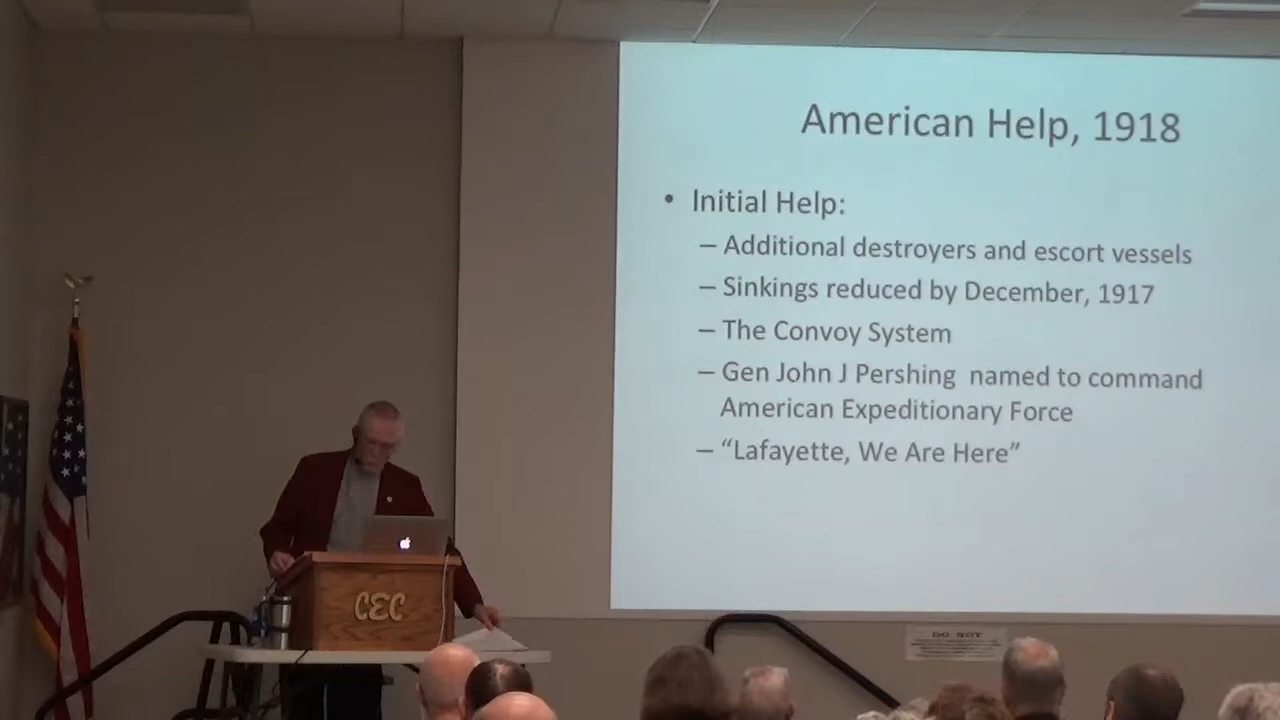 American Help, 1918
• Initial Help:
– Additional destroyers and escort vessels
– Sinkings reduced by December, 1917
– The Convoy System
– Gen John J Pershing named to command
American Expeditionary Force
– “Lafayette, We Are Here”
CEC
DO NOT